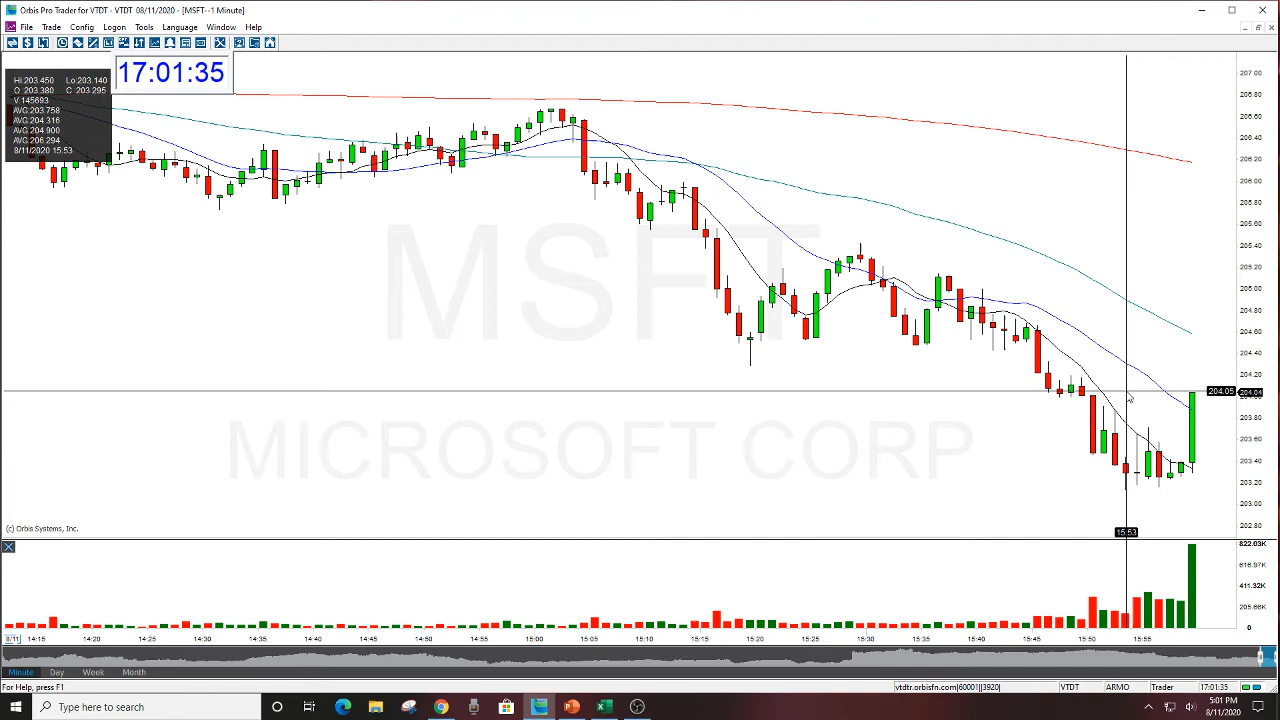 Orbis Pro Trader for VTDT - VTDT 08/11/2020 - [MSFT--1 Minute]
File Trade Config Logon Tools Language Window Help
17:01:35
Hi:203.450 Lo:203.140
O :203.380 C :203.295
V:145693
AVG:203.758
AVG:204.316
AVG:204.900
AVG:206.294
8/11/2020 15:53
MSFT
MICROSOFT CORP
207.00
206.80
206.60
206.40
206.20
206.00
205.80
205.60
205.40
205.20
205.00
204.80
204.60
204.40
204.20
204.05 204.04
204.00
203.80
203.60
203.40
203.20
203.00
202.80
(c) Orbis Systems, Inc.
15:53
822.03K
616.97K
411.32K
205.66K
0
8/11 14:15 14:20 14:25 14:30 14:35 14:40 14:45 14:50 14:55 15:00 15:05 15:10 15:15 15:20 15:25 15:30 15:35 15:40 15:45 15:50 15:55
Minute Day Week Month
For Help, press F1 vtdtr.orbisfn.com|60001||3920| VTDT ARMO Trader 17:01:35
Type here to search
5:01 PM
8/11/2020